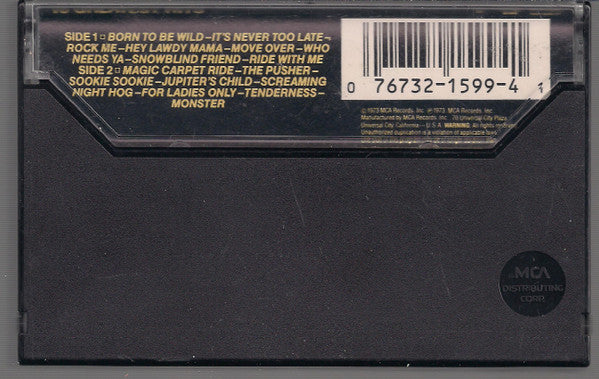 SIDE 1 □ BORN TO BE WILD–IT'S NEVER TOO LATE–
ROCK ME–HEY LAWDY MAMA–MOVE OVER–WHO
NEEDS YA–SNOWBLIND FRIEND–RIDE WITH ME
SIDE 2 □ MAGIC CARPET RIDE–THE PUSHER–
SOOKIE SOOKIE–JUPITER'S CHILD–SCREAMING
NIGHT HOG–FOR LADIES ONLY–TENDERNESS–
MONSTER
0 76732-1599-4
©1973 MCA Records, Inc. ℗1973 MCA Records, Inc.
Manufactured by MCA Records, Inc. 70 Universal City Plaza,
Universal City, California—U.S.A. WARNING: All rights reserved.
Unauthorized duplication is a violation of applicable laws.
MCA
DISTRIBUTING
CORP.